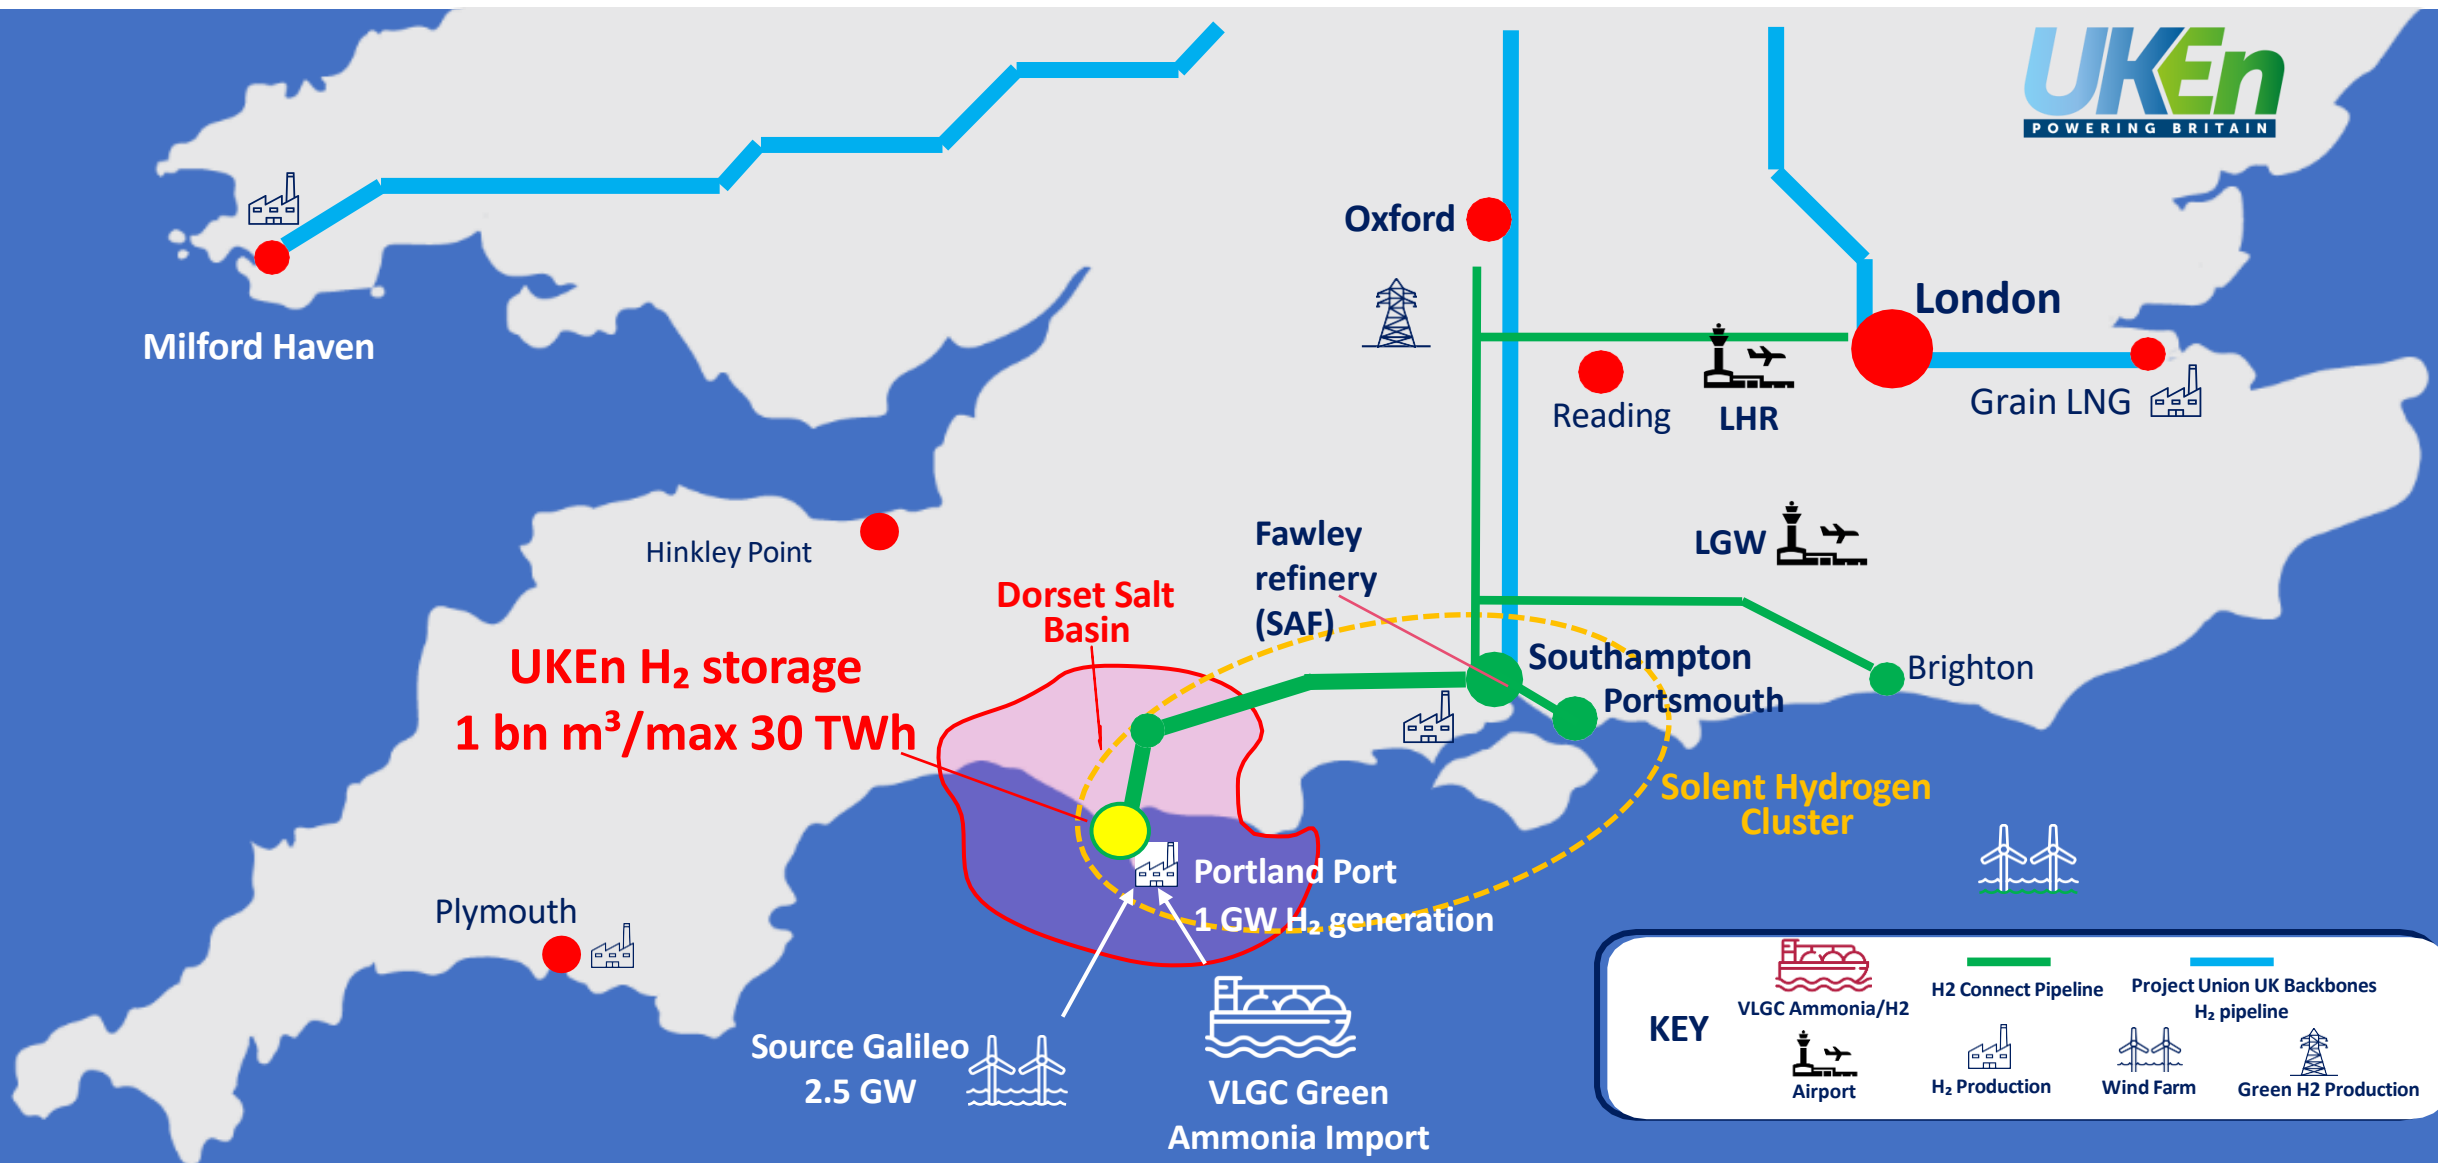 UKEn
POWERING BRITAIN
Oxford
London
Milford Haven
Reading
LHR
Grain LNG
Hinkley Point
Fawley
refinery
(SAF)
LGW
Dorset Salt
Basin
UKEn H₂ storage
1 bn m³/max 30 TWh
Southampton
Portsmouth
Brighton
Solent Hydrogen
Cluster
Portland Port
1 GW H₂ generation
Plymouth
Source Galileo
2.5 GW
VLGC Green
Ammonia Import
KEY
VLGC Ammonia/H2
H2 Connect Pipeline
Project Union UK Backbones
H₂ pipeline
Airport
H₂ Production
Wind Farm
Green H2 Production